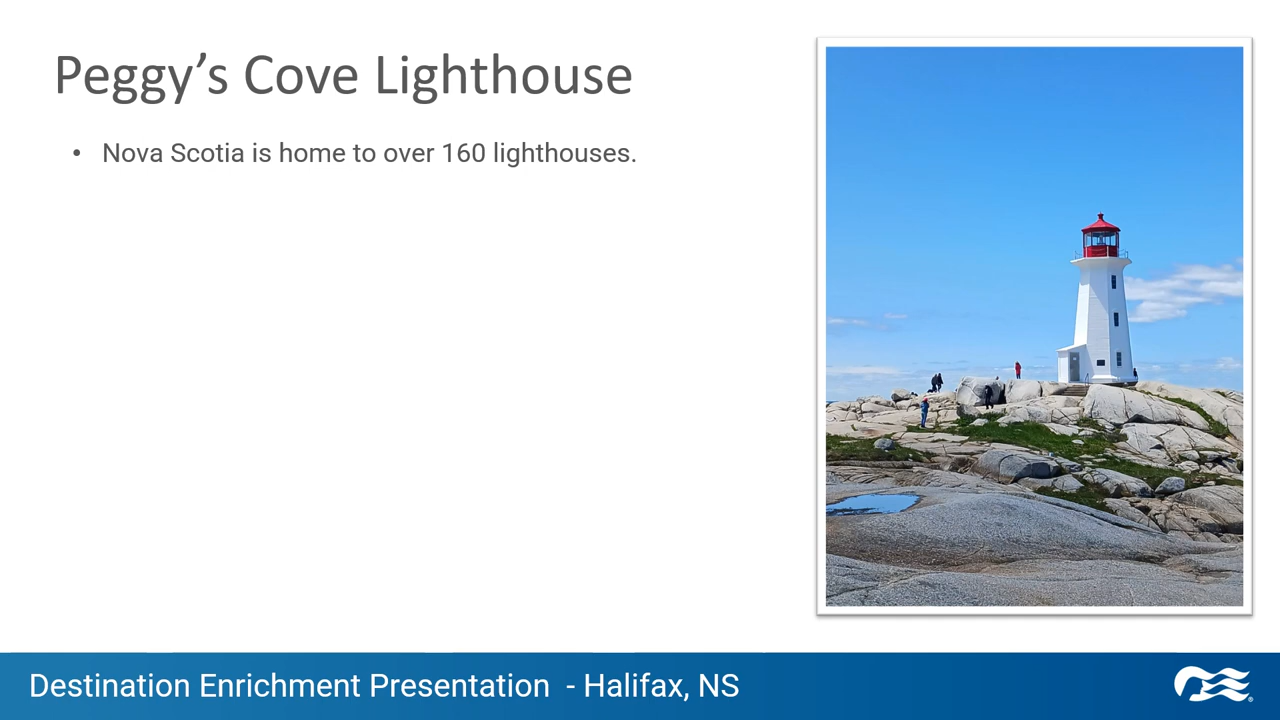 Peggy’s Cove Lighthouse
• Nova Scotia is home to over 160 lighthouses.
Destination Enrichment Presentation  - Halifax, NS
®